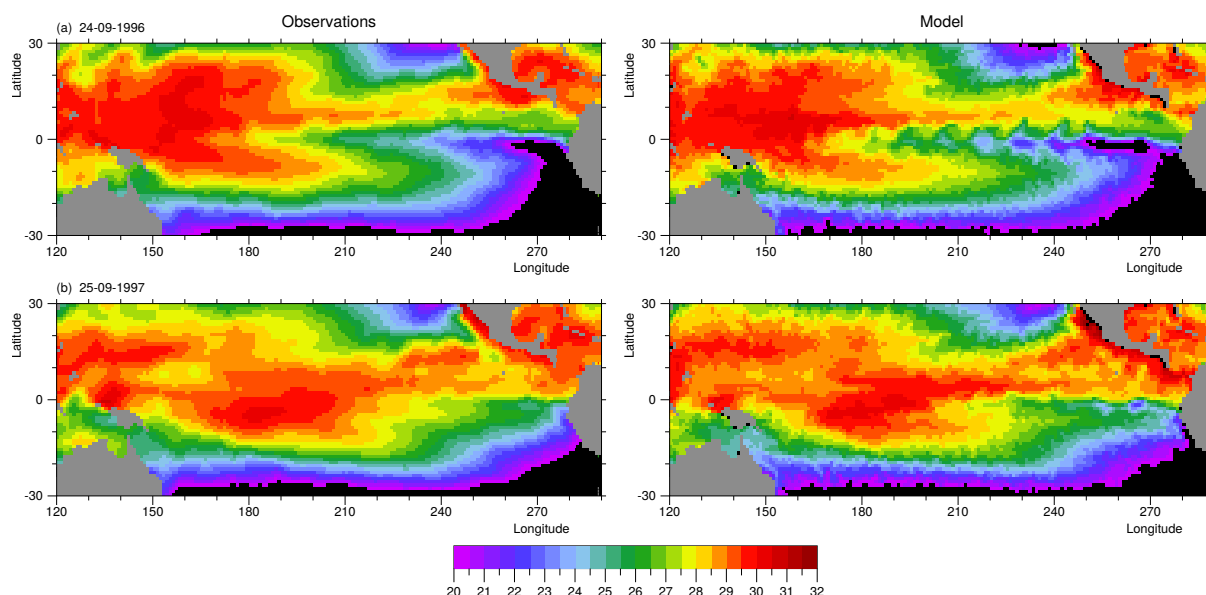 Observations
Model
(a) 24-09-1996
30
0
-30
Latitude
120 150 180 210 240 270
Longitude
30
0
-30
Latitude
120 150 180 210 240 270
Longitude
(b) 25-09-1997
30
0
-30
Latitude
120 150 180 210 240 270
Longitude
30
0
-30
Latitude
120 150 180 210 240 270
Longitude
20 21 22 23 24 25 26 27 28 29 30 31 32